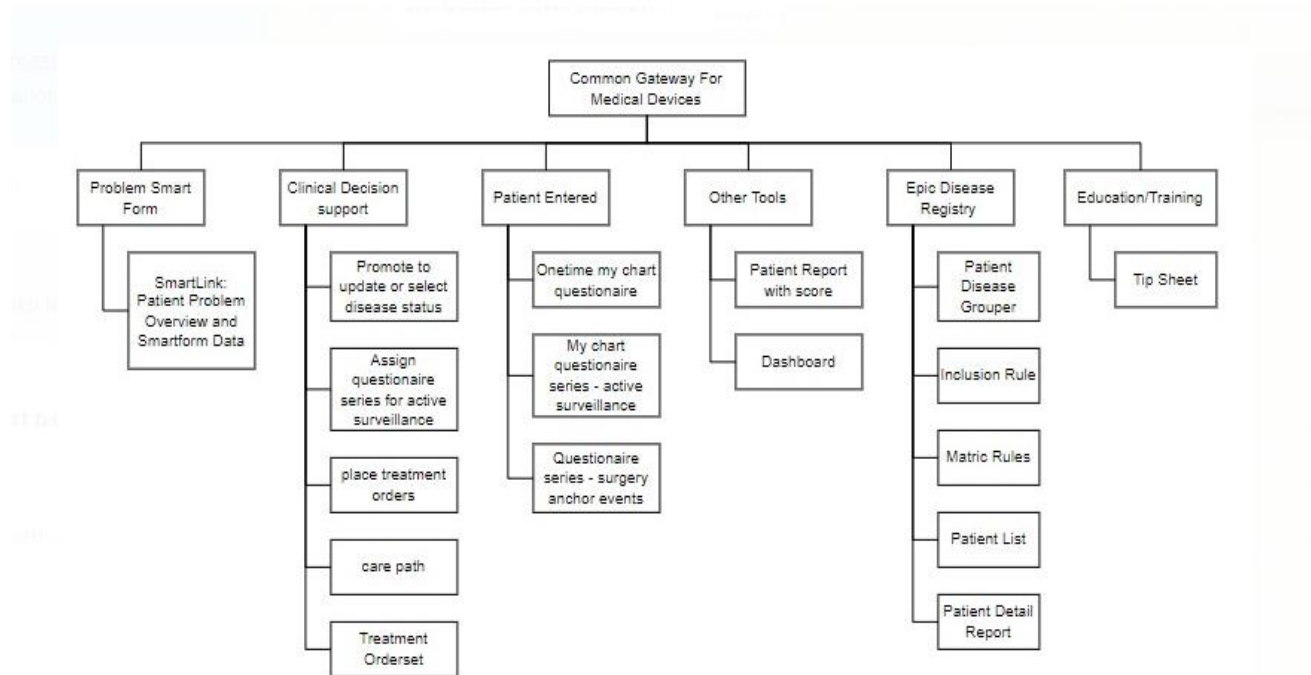 Common Gateway For
Medical Devices
Problem Smart
Form
Clinical Decision
support
Patient Entered
Other Tools
Epic Disease
Registry
Education/Training
SmartLink:
Patient Problem
Overview and
Smartform Data
Promote to
update or select
disease status
Assign
questionaire
series for active
surveillance
place treatment
orders
care path
Treatment
Orderset
Onetime my chart
questionaire
My chart
questionaire
series - active
surveillance
Questionaire
series - surgery
anchor events
Patient Report
with score
Dashboard
Patient
Disease
Grouper
Inclusion Rule
Matric Rules
Patient List
Patient Detail
Report
Tip Sheet